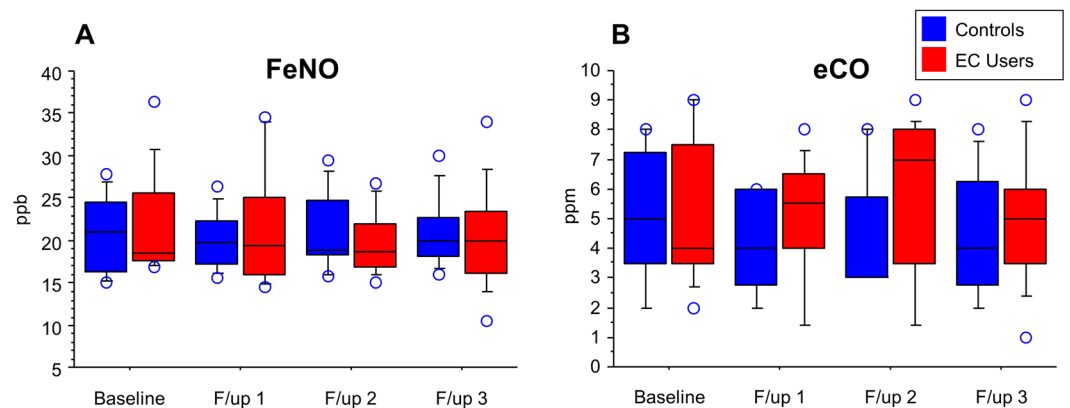 A
FeNO
40
35
30
25
20
15
10
5
ppb
Baseline
F/up 1
F/up 2
F/up 3
B
eCO
Controls
EC Users
10
9
8
7
6
5
4
3
2
1
0
ppm
Baseline
F/up 1
F/up 2
F/up 3